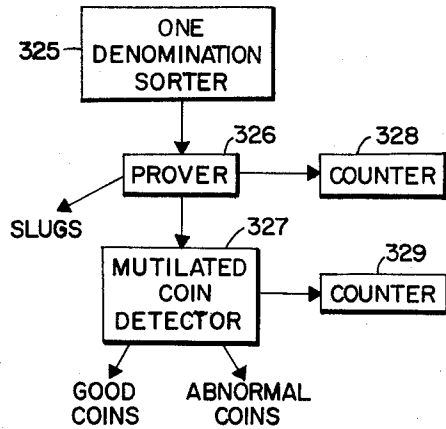 325
ONE
DENOMINATION
SORTER
326
PROVER
328
COUNTER
SLUGS
327
MUTILATED
COIN
DETECTOR
329
COUNTER
GOOD
COINS
ABNORMAL
COINS